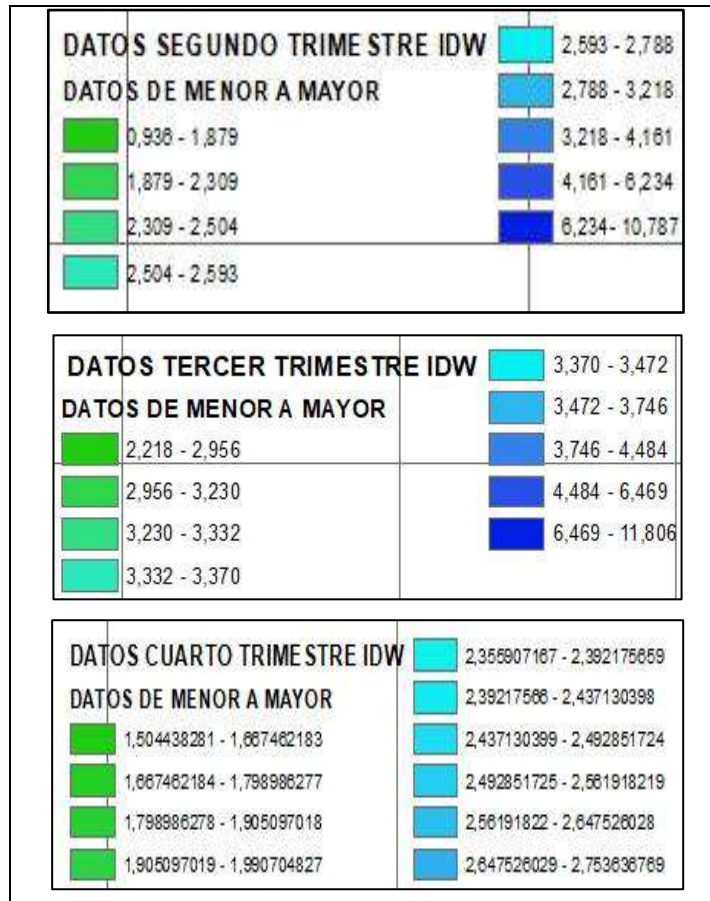 DATOS SEGUNDO TRIMESTRE IDW
DATOS DE MENOR A MAYOR
0,936 - 1,879
1,879 - 2,309
2,309 - 2,504
2,504 - 2,593
2,593 - 2,788
2,788 - 3,218
3,218 - 4,161
4,161 - 6,234
6,234- 10,787
DATOS TERCER TRIMESTRE IDW
DATOS DE MENOR A MAYOR
2,218 - 2,956
2,956 - 3,230
3,230 - 3,332
3,332 - 3,370
3,370 - 3,472
3,472 - 3,746
3,746 - 4,484
4,484 - 6,469
6,469 - 11,806
DATOS CUARTO TRIMESTRE IDW
DATOS DE MENOR A MAYOR
1,504438281 - 1,667462183
1,667462184 - 1,798986277
1,798986278 - 1,905097018
1,905097019 - 1,990704827
2,355907167 - 2,392175659
2,39217566 - 2,437130398
2,437130399 - 2,492851724
2,492851725 - 2,561918219
2,56191822 - 2,647526028
2,647526029 - 2,753636769